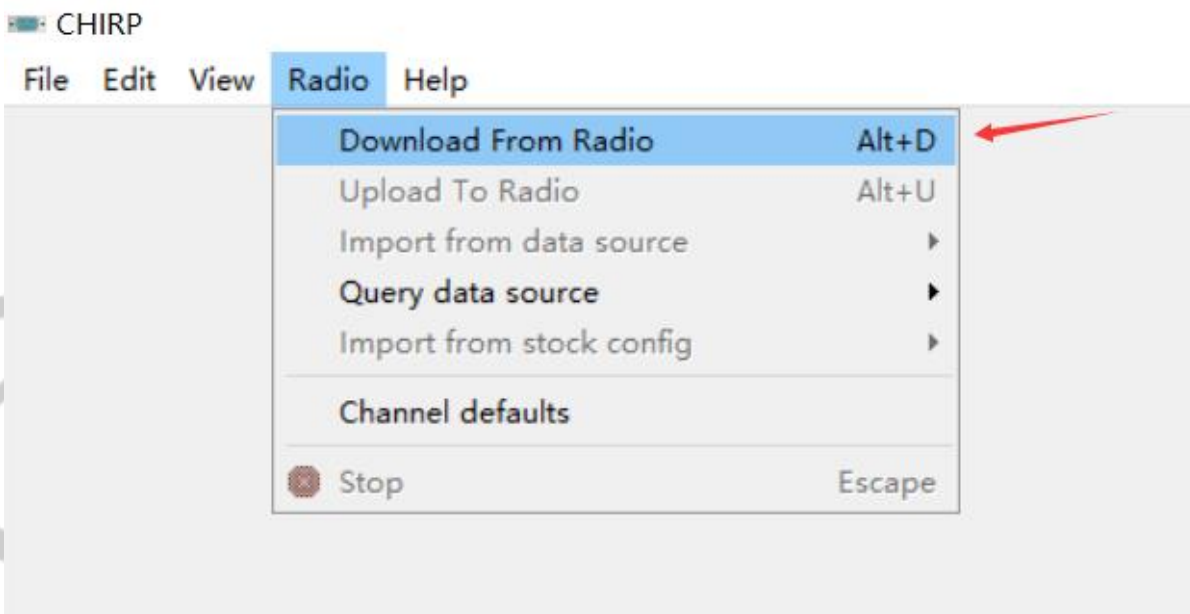 CHIRP
File Edit View Radio Help
Download From Radio Alt+D
Upload To Radio Alt+U
Import from data source
Query data source
Import from stock config
Channel defaults
Stop Escape